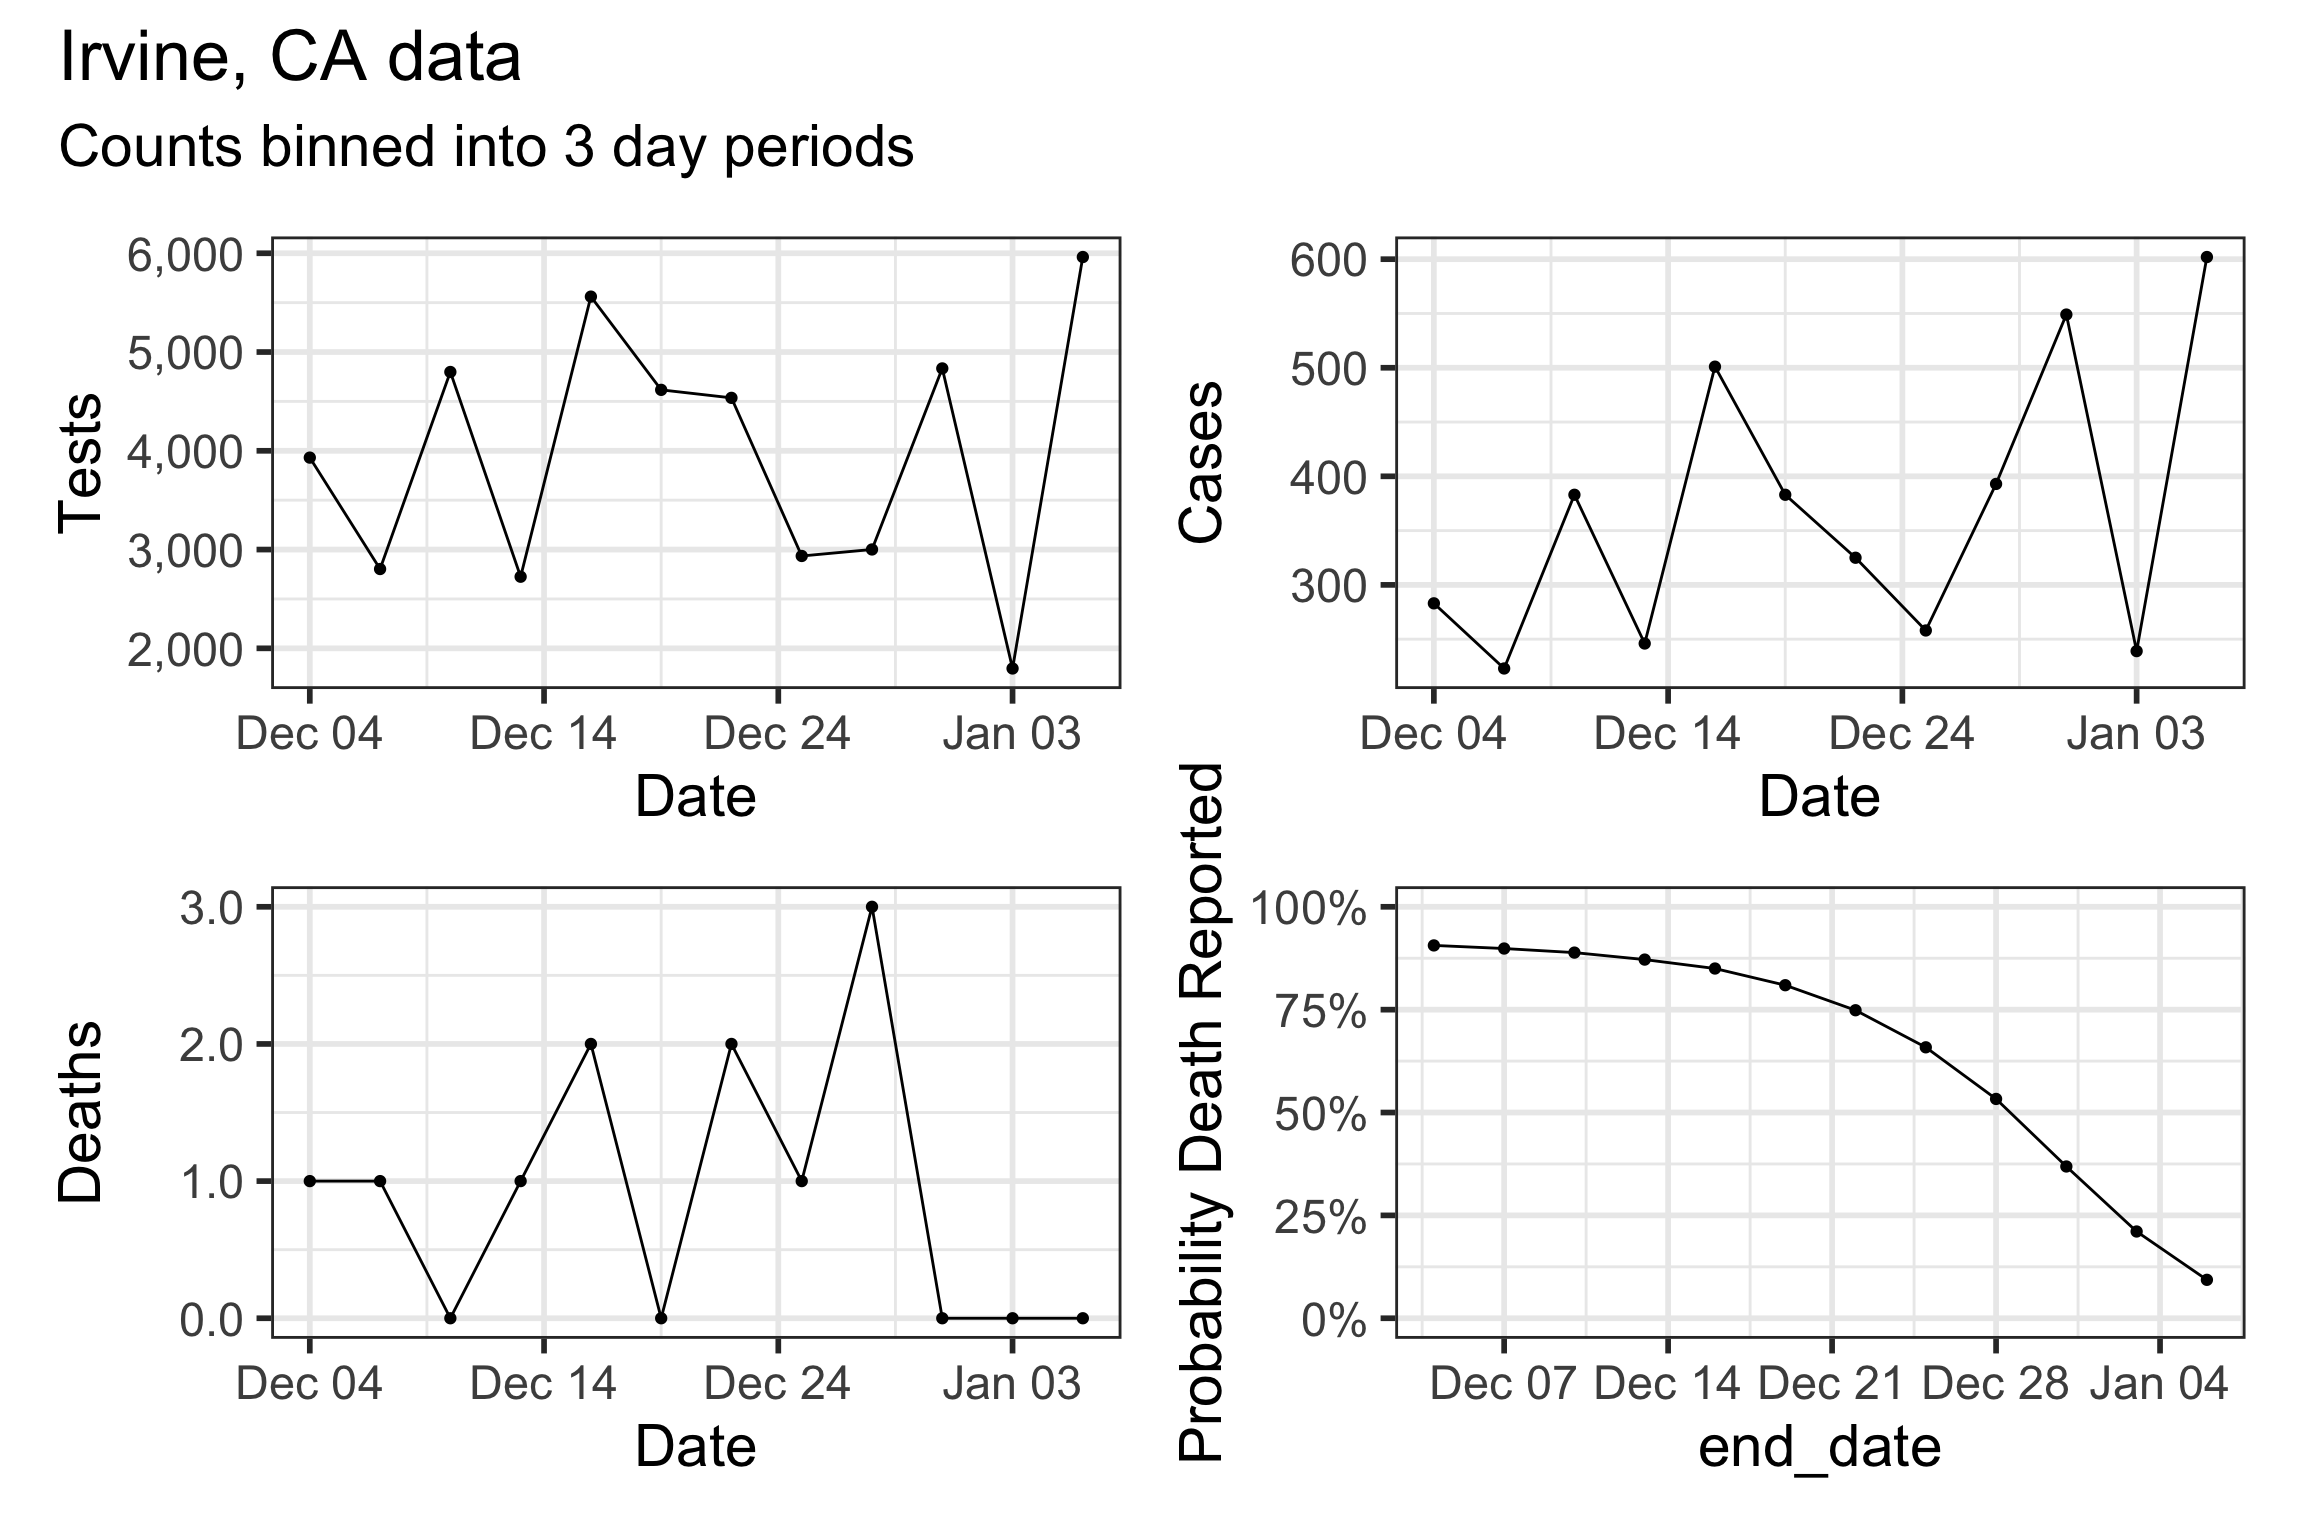 Irvine, CA data
Counts binned into 3 day periods
Tests
6,000
5,000
4,000
3,000
2,000
Dec 04 Dec 14 Dec 24 Jan 03
Date
Cases
600
500
400
300
Dec 04 Dec 14 Dec 24 Jan 03
Date
Deaths
3.0
2.0
1.0
0.0
Dec 04 Dec 14 Dec 24 Jan 03
Date
Probability Death Reported
100%
75%
50%
25%
0%
Dec 07 Dec 14 Dec 21 Dec 28 Jan 04
end_date